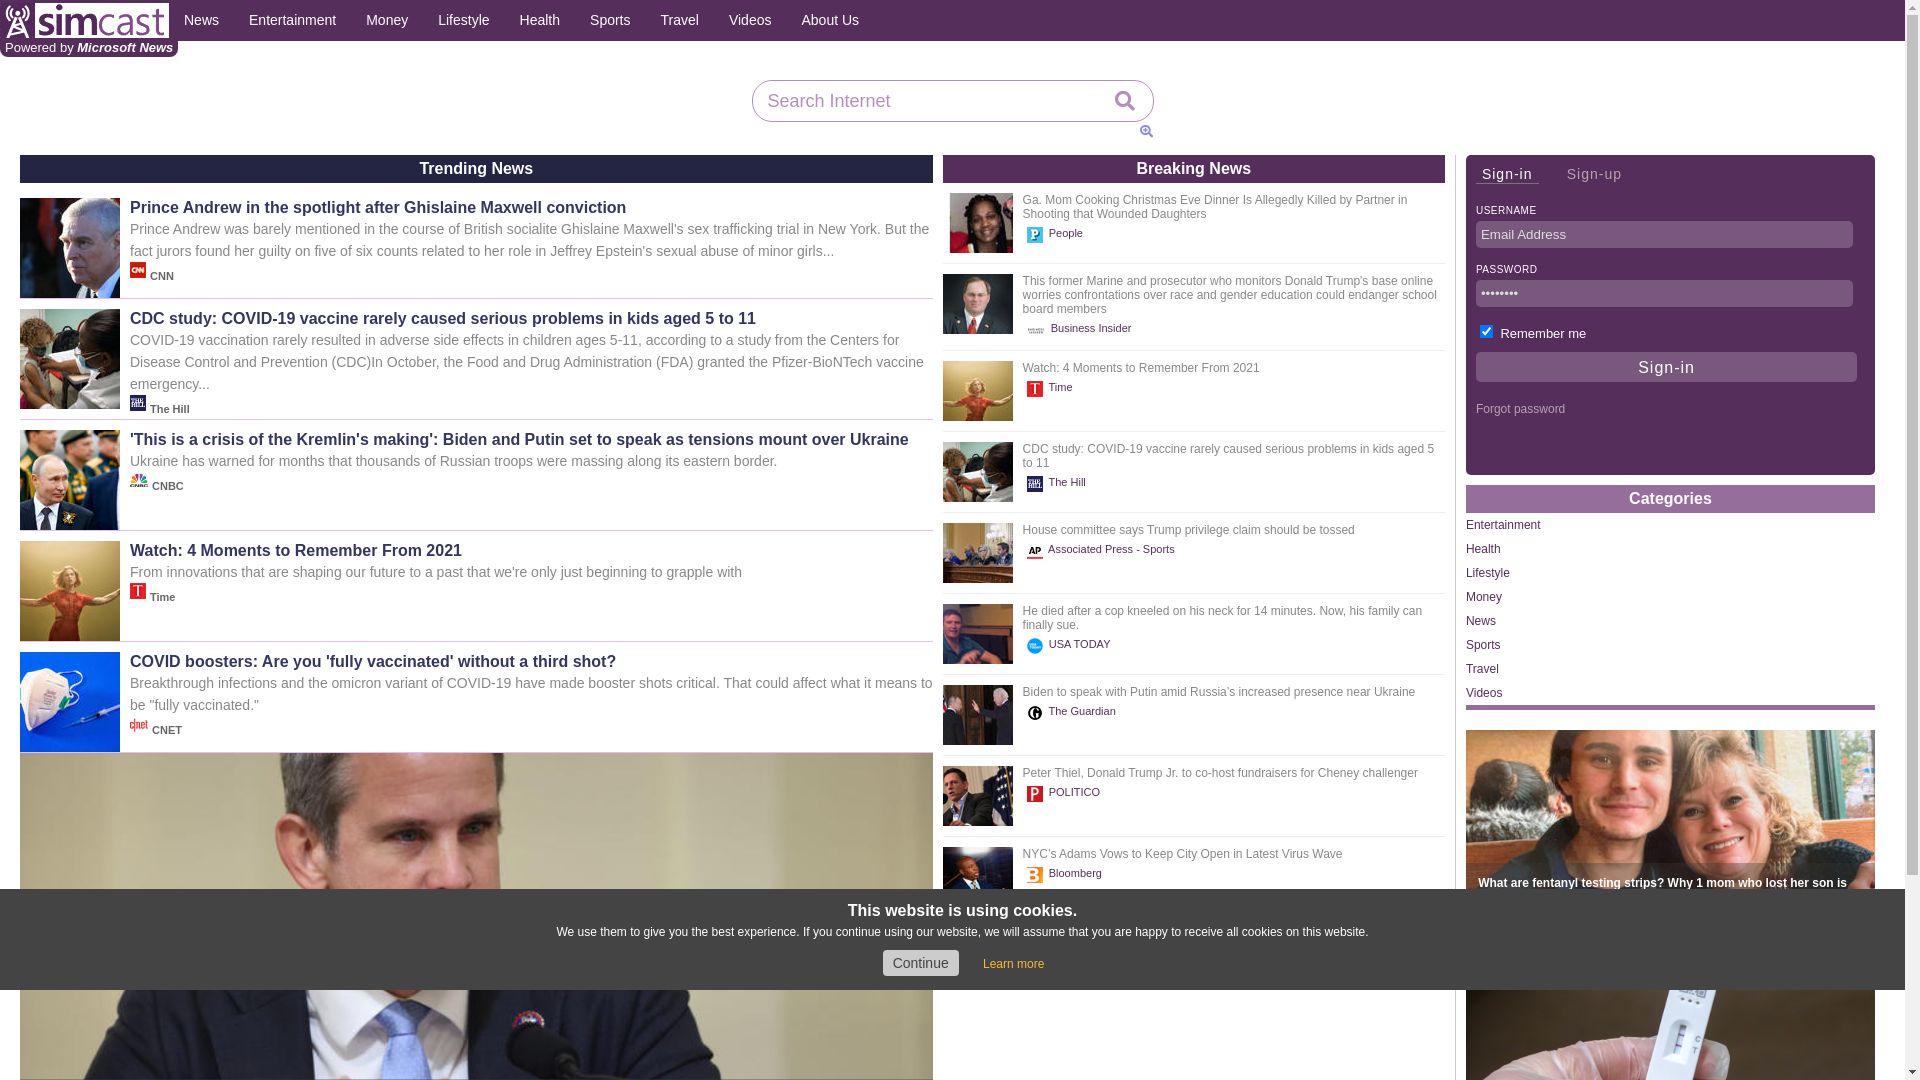 simcast
News
Entertainment
Money
Lifestyle
Health
Sports
Travel
Videos
About Us
Powered by Microsoft News
Search Internet
Trending News
Prince Andrew in the spotlight after Ghislaine Maxwell conviction
Prince Andrew was barely mentioned in the course of British socialite Ghislaine Maxwell's sex trafficking trial in New York. But the
fact jurors found her guilty on five of six counts related to her role in Jeffrey Epstein's sexual abuse of minor girls...
CNN
CDC study: COVID-19 vaccine rarely caused serious problems in kids aged 5 to 11
COVID-19 vaccination rarely resulted in adverse side effects in children ages 5-11, according to a study from the Centers for
Disease Control and Prevention (CDC)In October, the Food and Drug Administration (FDA) granted the Pfizer-BioNTech vaccine
emergency...
The Hill
'This is a crisis of the Kremlin's making': Biden and Putin set to speak as tensions mount over Ukraine
Ukraine has warned for months that thousands of Russian troops were massing along its eastern border.
CNBC
Watch: 4 Moments to Remember From 2021
From innovations that are shaping our future to a past that we're only just beginning to grapple with
Time
COVID boosters: Are you 'fully vaccinated' without a third shot?
Breakthrough infections and the omicron variant of COVID-19 have made booster shots critical. That could affect what it means to
be "fully vaccinated."
CNET
Breaking News
Ga. Mom Cooking Christmas Eve Dinner Is Allegedly Killed by Partner in
Shooting that Wounded Daughters
People
This former Marine and prosecutor who monitors Donald Trump's base online
worries confrontations over race and gender education could endanger school
board members
Business Insider
Watch: 4 Moments to Remember From 2021
Time
CDC study: COVID-19 vaccine rarely caused serious problems in kids aged 5
to 11
The Hill
House committee says Trump privilege claim should be tossed
Associated Press - Sports
He died after a cop kneeled on his neck for 14 minutes. Now, his family can
finally sue.
USA TODAY
Biden to speak with Putin amid Russia's increased presence near Ukraine
The Guardian
Peter Thiel, Donald Trump Jr. to co-host fundraisers for Cheney challenger
POLITICO
NYC's Adams Vows to Keep City Open in Latest Virus Wave
Bloomberg
Sign-in
Sign-up
USERNAME
Email Address
PASSWORD
••••••••
Remember me
Sign-in
Forgot password
Categories
Entertainment
Health
Lifestyle
Money
News
Sports
Travel
Videos
What are fentanyl testing strips? Why 1 mom who lost her son is
This website is using cookies.
We use them to give you the best experience. If you continue using our website, we will assume that you are happy to receive all cookies on this website.
Continue
Learn more